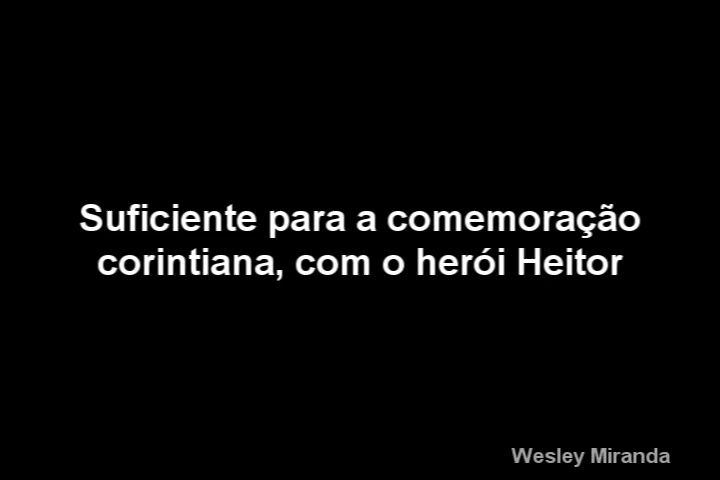 Suficiente para a comemoração
corintiana, com o herói Heitor
Wesley Miranda